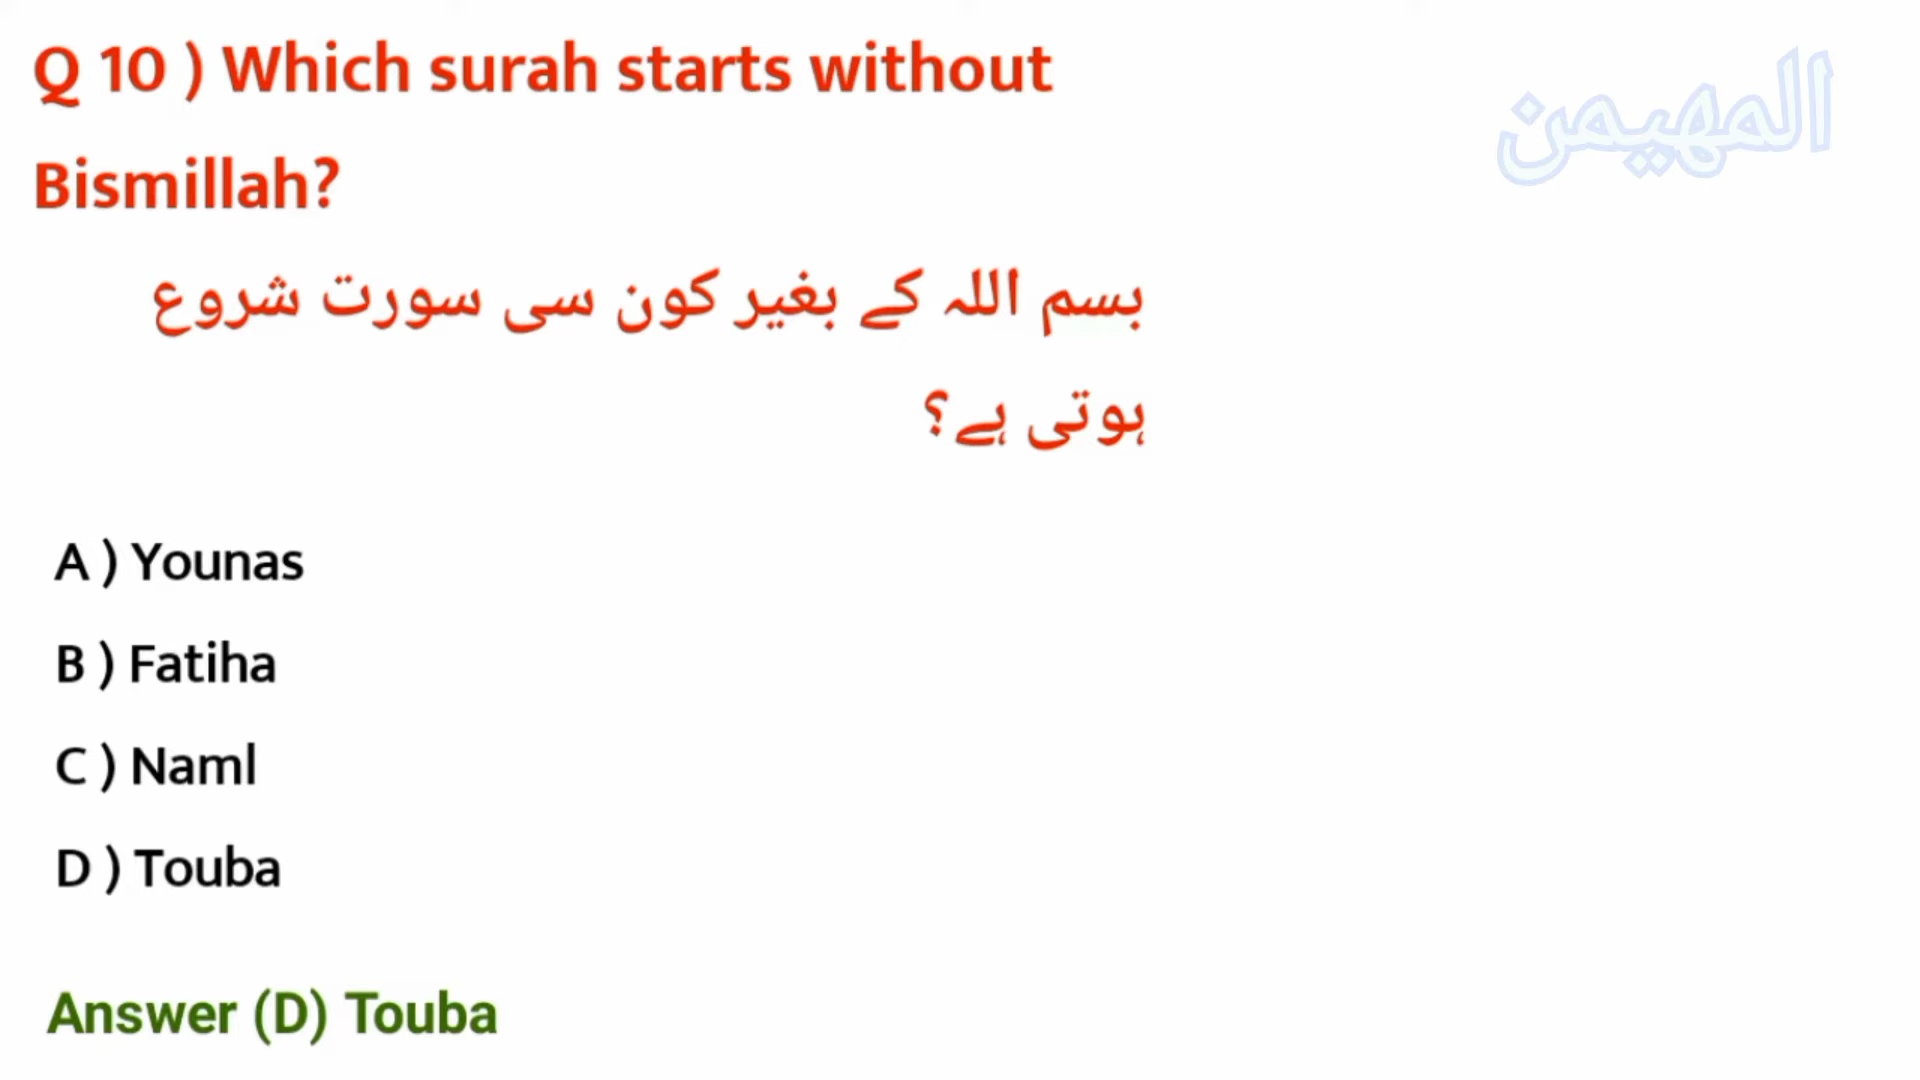 Q 10 ) Which surah starts without
المهيمن
Bismillah?
بسم اللہ کے بغیر کون سی سورت شروع
ہوتی ہے؟
A ) Younas
B ) Fatiha
C ) Naml
D ) Touba
Answer (D) Touba